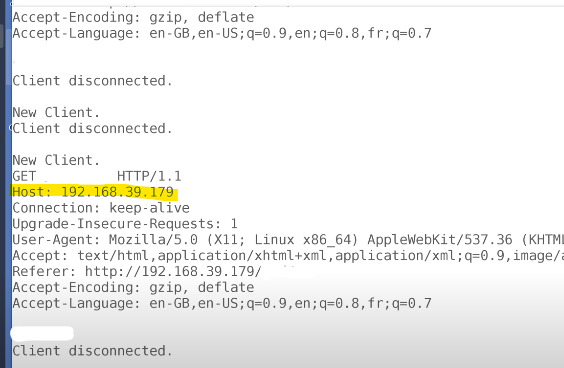 Accept-Encoding: gzip, deflate
Accept-Language: en-GB,en-US;q=0.9,en;q=0.8,fr;q=0.7
Client disconnected.
New Client.
Client disconnected.
New Client.
GET HTTP/1.1
Host: 192.168.39.179
Connection: keep-alive
Upgrade-Insecure-Requests: 1
User-Agent: Mozilla/5.0 (X11; Linux x86_64) AppleWebKit/537.36 (KHTML
Accept: text/html,application/xhtml+xml,application/xml;q=0.9,image/a
Referer: http://192.168.39.179/
Accept-Encoding: gzip, deflate
Accept-Language: en-GB,en-US;q=0.9,en;q=0.8,fr;q=0.7
Client disconnected.